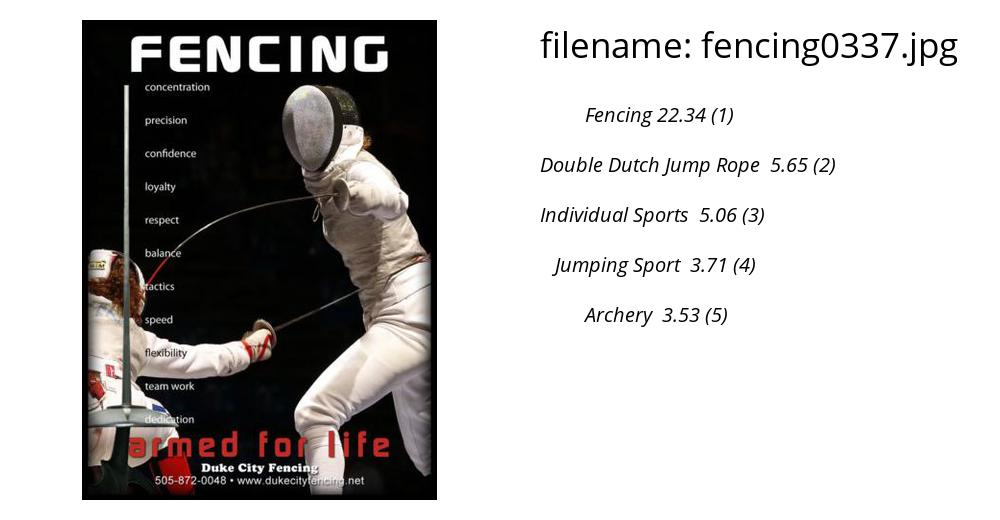 FENCING
concentration
precision
confidence
loyalty
respect
balance
tactics
speed
flexibility
team work
dedication
armed for life
Duke City Fencing
505-872-0048 • www.dukecityfencing.net
filename: fencing0337.jpg
Fencing 22.34 (1)
Double Dutch Jump Rope 5.65 (2)
Individual Sports 5.06 (3)
Jumping Sport 3.71 (4)
Archery 3.53 (5)